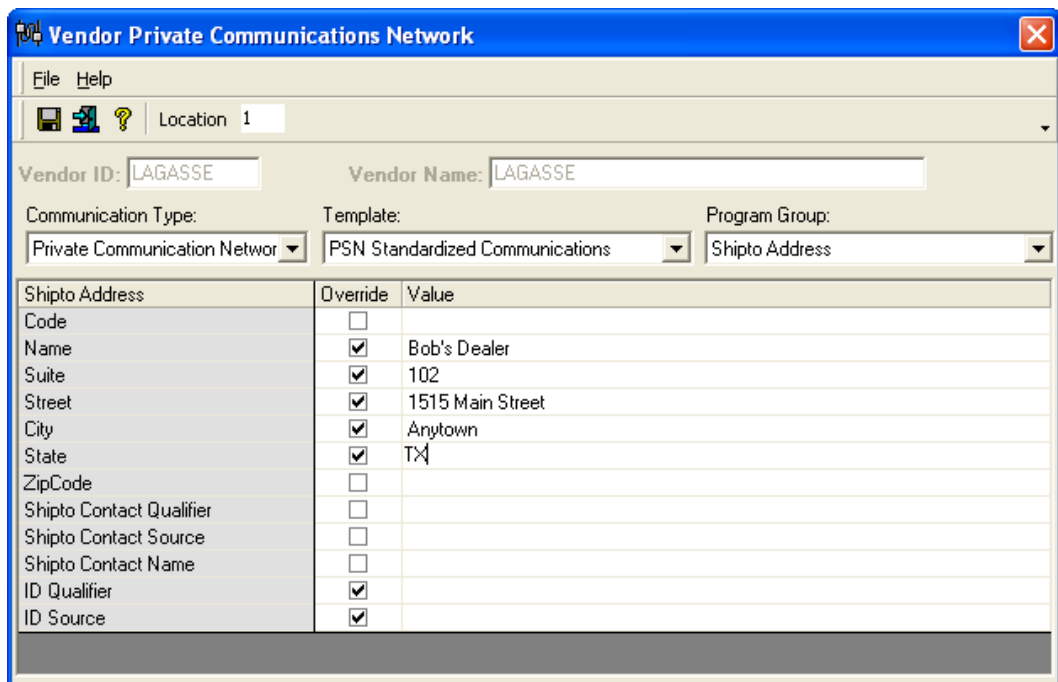 Vendor Private Communications Network
File Help
Location 1
Vendor ID: LAGASSE Vendor Name: LAGASSE
Communication Type: Template: Program Group:
Private Communication Networ PSN Standardized Communications Shipto Address
Shipto Address Override Value
Code
Name Bob's Dealer
Suite 102
Street 1515 Main Street
City Anytown
State TX
ZipCode
Shipto Contact Qualifier
Shipto Contact Source
Shipto Contact Name
ID Qualifier
ID Source